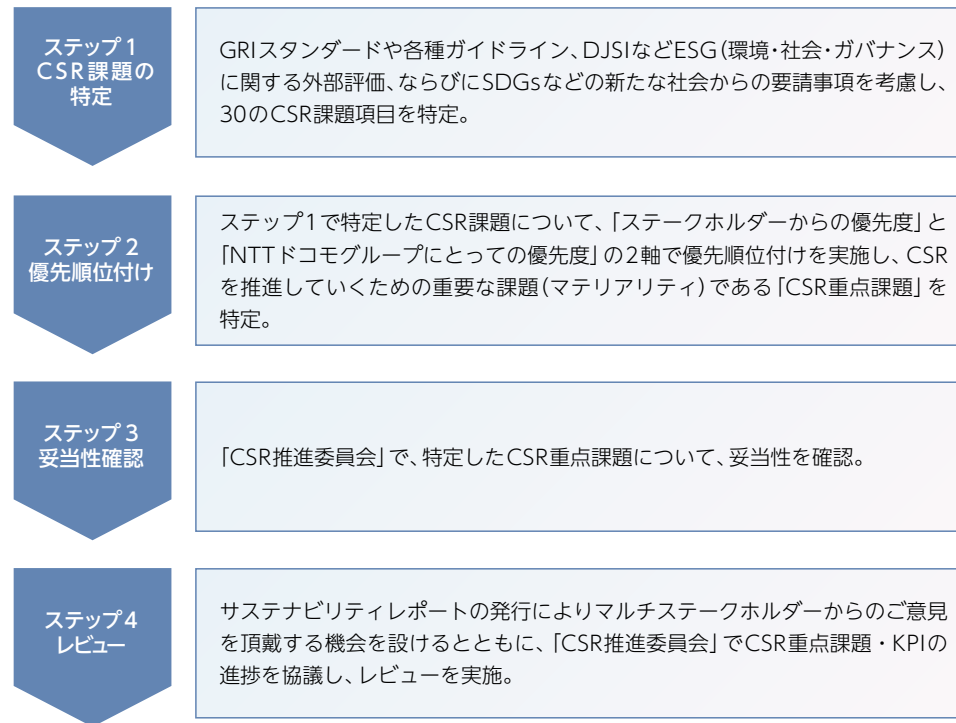 ステップ1
CSR課題の
特定
GRIスタンダードや各種ガイドライン、DJSIなどESG(環境・社会・ガバナンス)
に関する外部評価、ならびにSDGsなどの新たな社会からの要請事項を考慮し、
30のCSR課題項目を特定。
ステップ2
優先順位付け
ステップ1で特定したCSR課題について、「ステークホルダーからの優先度」と
「NTTドコモグループにとっての優先度」の2軸で優先順位付けを実施し、CSR
を推進していくための重要な課題(マテリアリティ)である「CSR重点課題」を
特定。
ステップ3
妥当性確認
「CSR推進委員会」で、特定したCSR重点課題について、妥当性を確認。
ステップ4
レビュー
サステナビリティレポートの発行によりマルチステークホルダーからのご意見
を頂戴する機会を設けるとともに、「CSR推進委員会」でCSR重点課題・KPIの
進捗を協議し、レビューを実施。